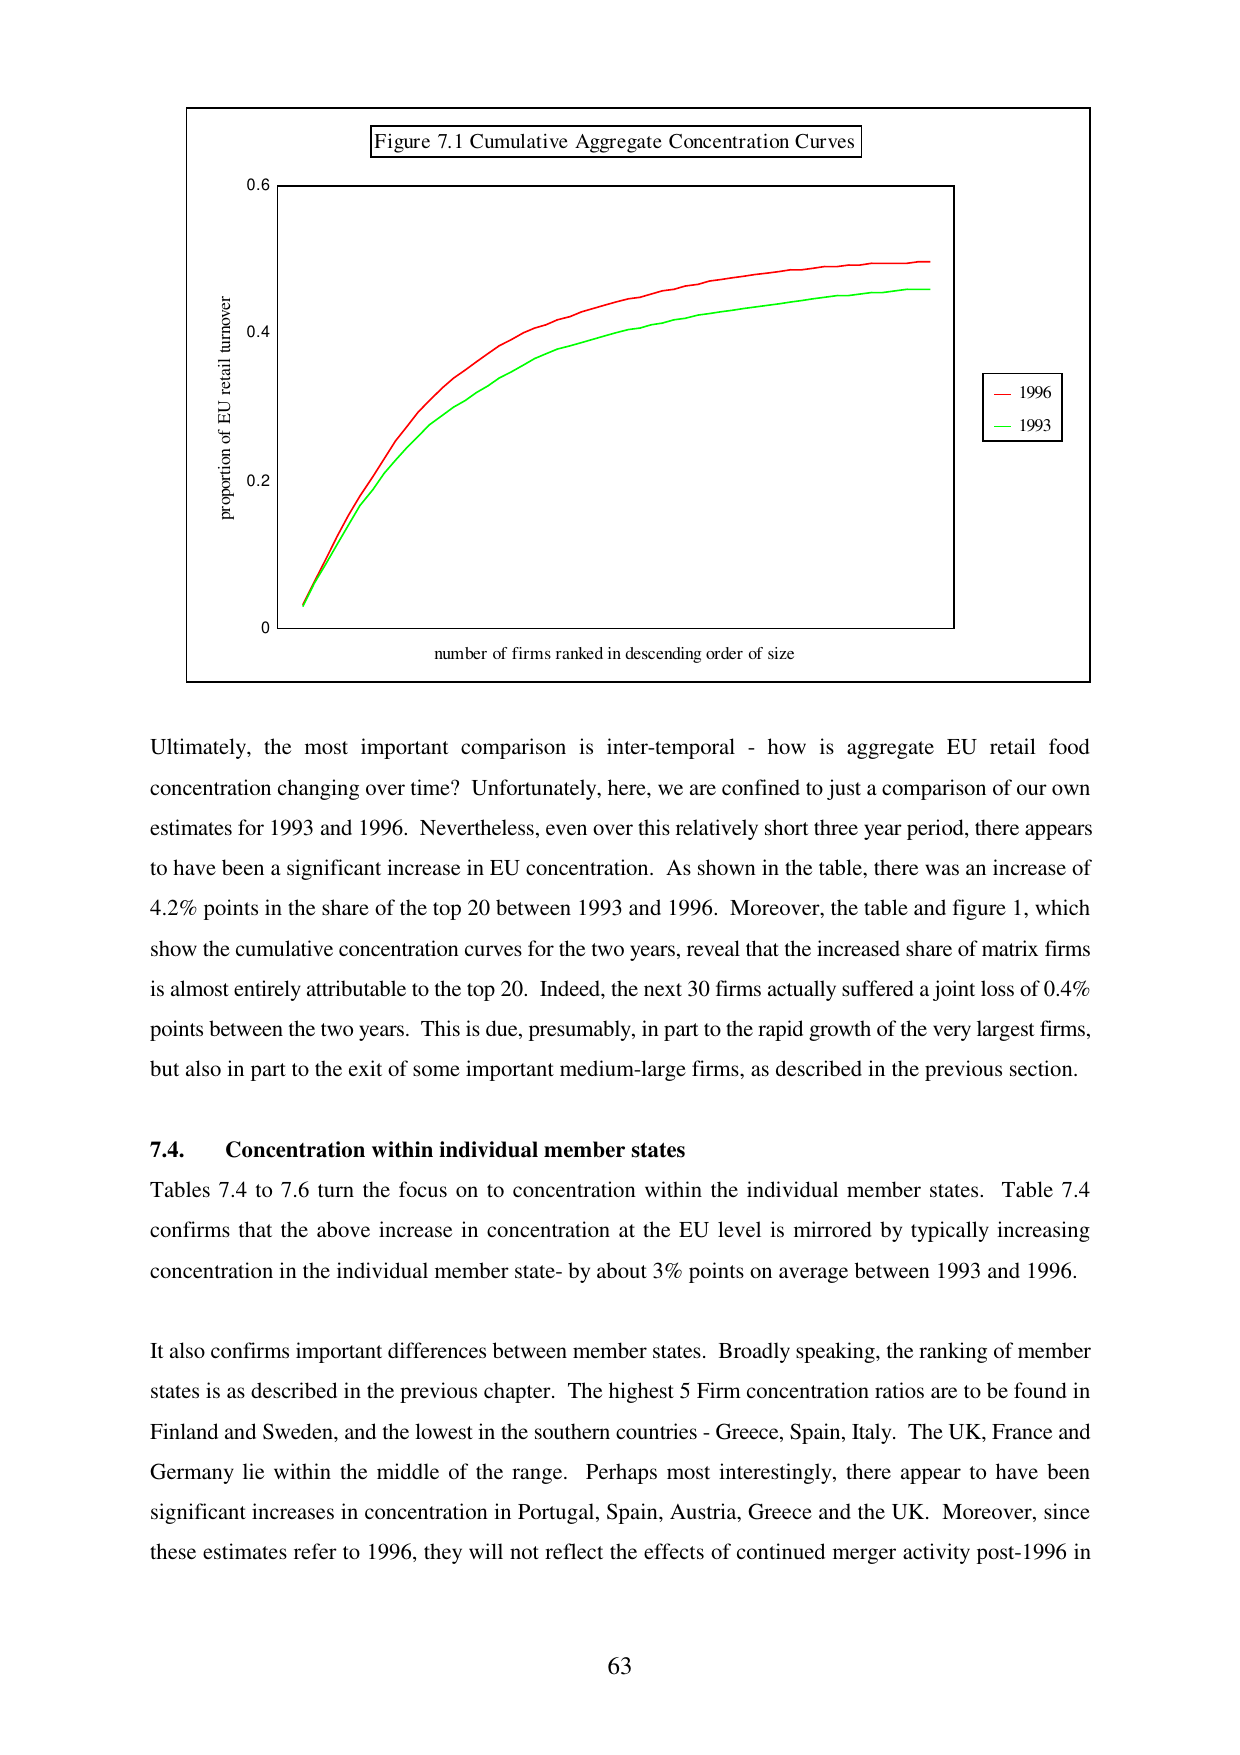 Figure 7.1 Cumulative Aggregate Concentration Curves
0.6
0.4
0.2
0
proportion of EU retail turnover
number of firms ranked in descending order of size
1996
1993
Ultimately, the most important comparison is inter-temporal - how is aggregate EU retail food
concentration changing over time? Unfortunately, here, we are confined to just a comparison of our own
estimates for 1993 and 1996. Nevertheless, even over this relatively short three year period, there appears
to have been a significant increase in EU concentration. As shown in the table, there was an increase of
4.2% points in the share of the top 20 between 1993 and 1996. Moreover, the table and figure 1, which
show the cumulative concentration curves for the two years, reveal that the increased share of matrix firms
is almost entirely attributable to the top 20. Indeed, the next 30 firms actually suffered a joint loss of 0.4%
points between the two years. This is due, presumably, in part to the rapid growth of the very largest firms,
but also in part to the exit of some important medium-large firms, as described in the previous section.
7.4. Concentration within individual member states
Tables 7.4 to 7.6 turn the focus on to concentration within the individual member states. Table 7.4
confirms that the above increase in concentration at the EU level is mirrored by typically increasing
concentration in the individual member state- by about 3% points on average between 1993 and 1996.
It also confirms important differences between member states. Broadly speaking, the ranking of member
states is as described in the previous chapter. The highest 5 Firm concentration ratios are to be found in
Finland and Sweden, and the lowest in the southern countries - Greece, Spain, Italy. The UK, France and
Germany lie within the middle of the range. Perhaps most interestingly, there appear to have been
significant increases in concentration in Portugal, Spain, Austria, Greece and the UK. Moreover, since
these estimates refer to 1996, they will not reflect the effects of continued merger activity post-1996 in
63